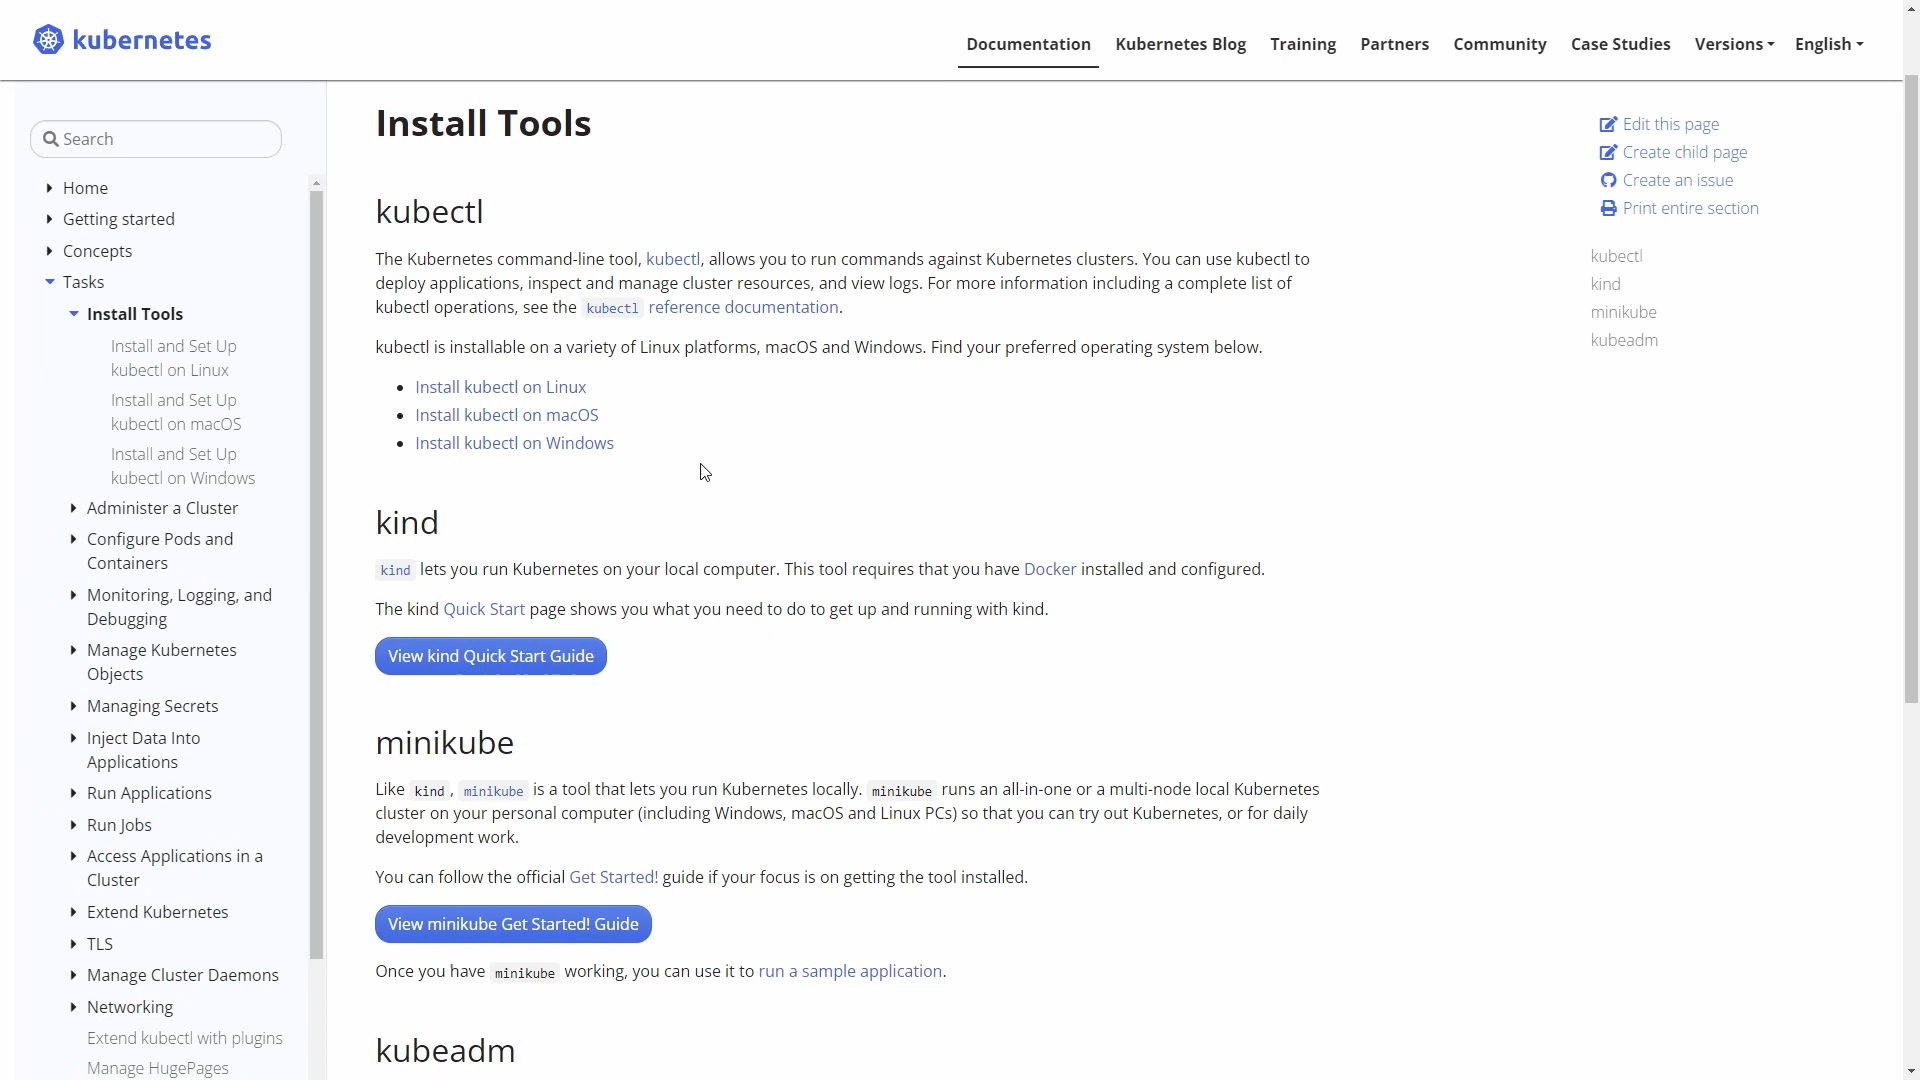 kubernetes
Documentation Kubernetes Blog Training Partners Community Case Studies Versions English
Search
Home
Getting started
Concepts
Tasks
Install Tools
Install and Set Up
kubectl on Linux
Install and Set Up
kubectl on macOS
Install and Set Up
kubectl on Windows
Administer a Cluster
Configure Pods and
Containers
Monitoring, Logging, and
Debugging
Manage Kubernetes
Objects
Managing Secrets
Inject Data Into
Applications
Run Applications
Run Jobs
Access Applications in a
Cluster
Extend Kubernetes
TLS
Manage Cluster Daemons
Networking
Extend kubectl with plugins
Manage HugePages
Install Tools
kubectl
The Kubernetes command-line tool, kubectl, allows you to run commands against Kubernetes clusters. You can use kubectl to
deploy applications, inspect and manage cluster resources, and view logs. For more information including a complete list of
kubectl operations, see the kubectl reference documentation.
kubectl is installable on a variety of Linux platforms, macOS and Windows. Find your preferred operating system below.
Install kubectl on Linux
Install kubectl on macOS
Install kubectl on Windows
kind
kind lets you run Kubernetes on your local computer. This tool requires that you have Docker installed and configured.
The kind Quick Start page shows you what you need to do to get up and running with kind.
View kind Quick Start Guide
minikube
Like kind, minikube is a tool that lets you run Kubernetes locally. minikube runs an all-in-one or a multi-node local Kubernetes
cluster on your personal computer (including Windows, macOS and Linux PCs) so that you can try out Kubernetes, or for daily
development work.
You can follow the official Get Started! guide if your focus is on getting the tool installed.
View minikube Get Started! Guide
Once you have minikube working, you can use it to run a sample application.
kubeadm
Edit this page
Create child page
Create an issue
Print entire section
kubectl
kind
minikube
kubeadm